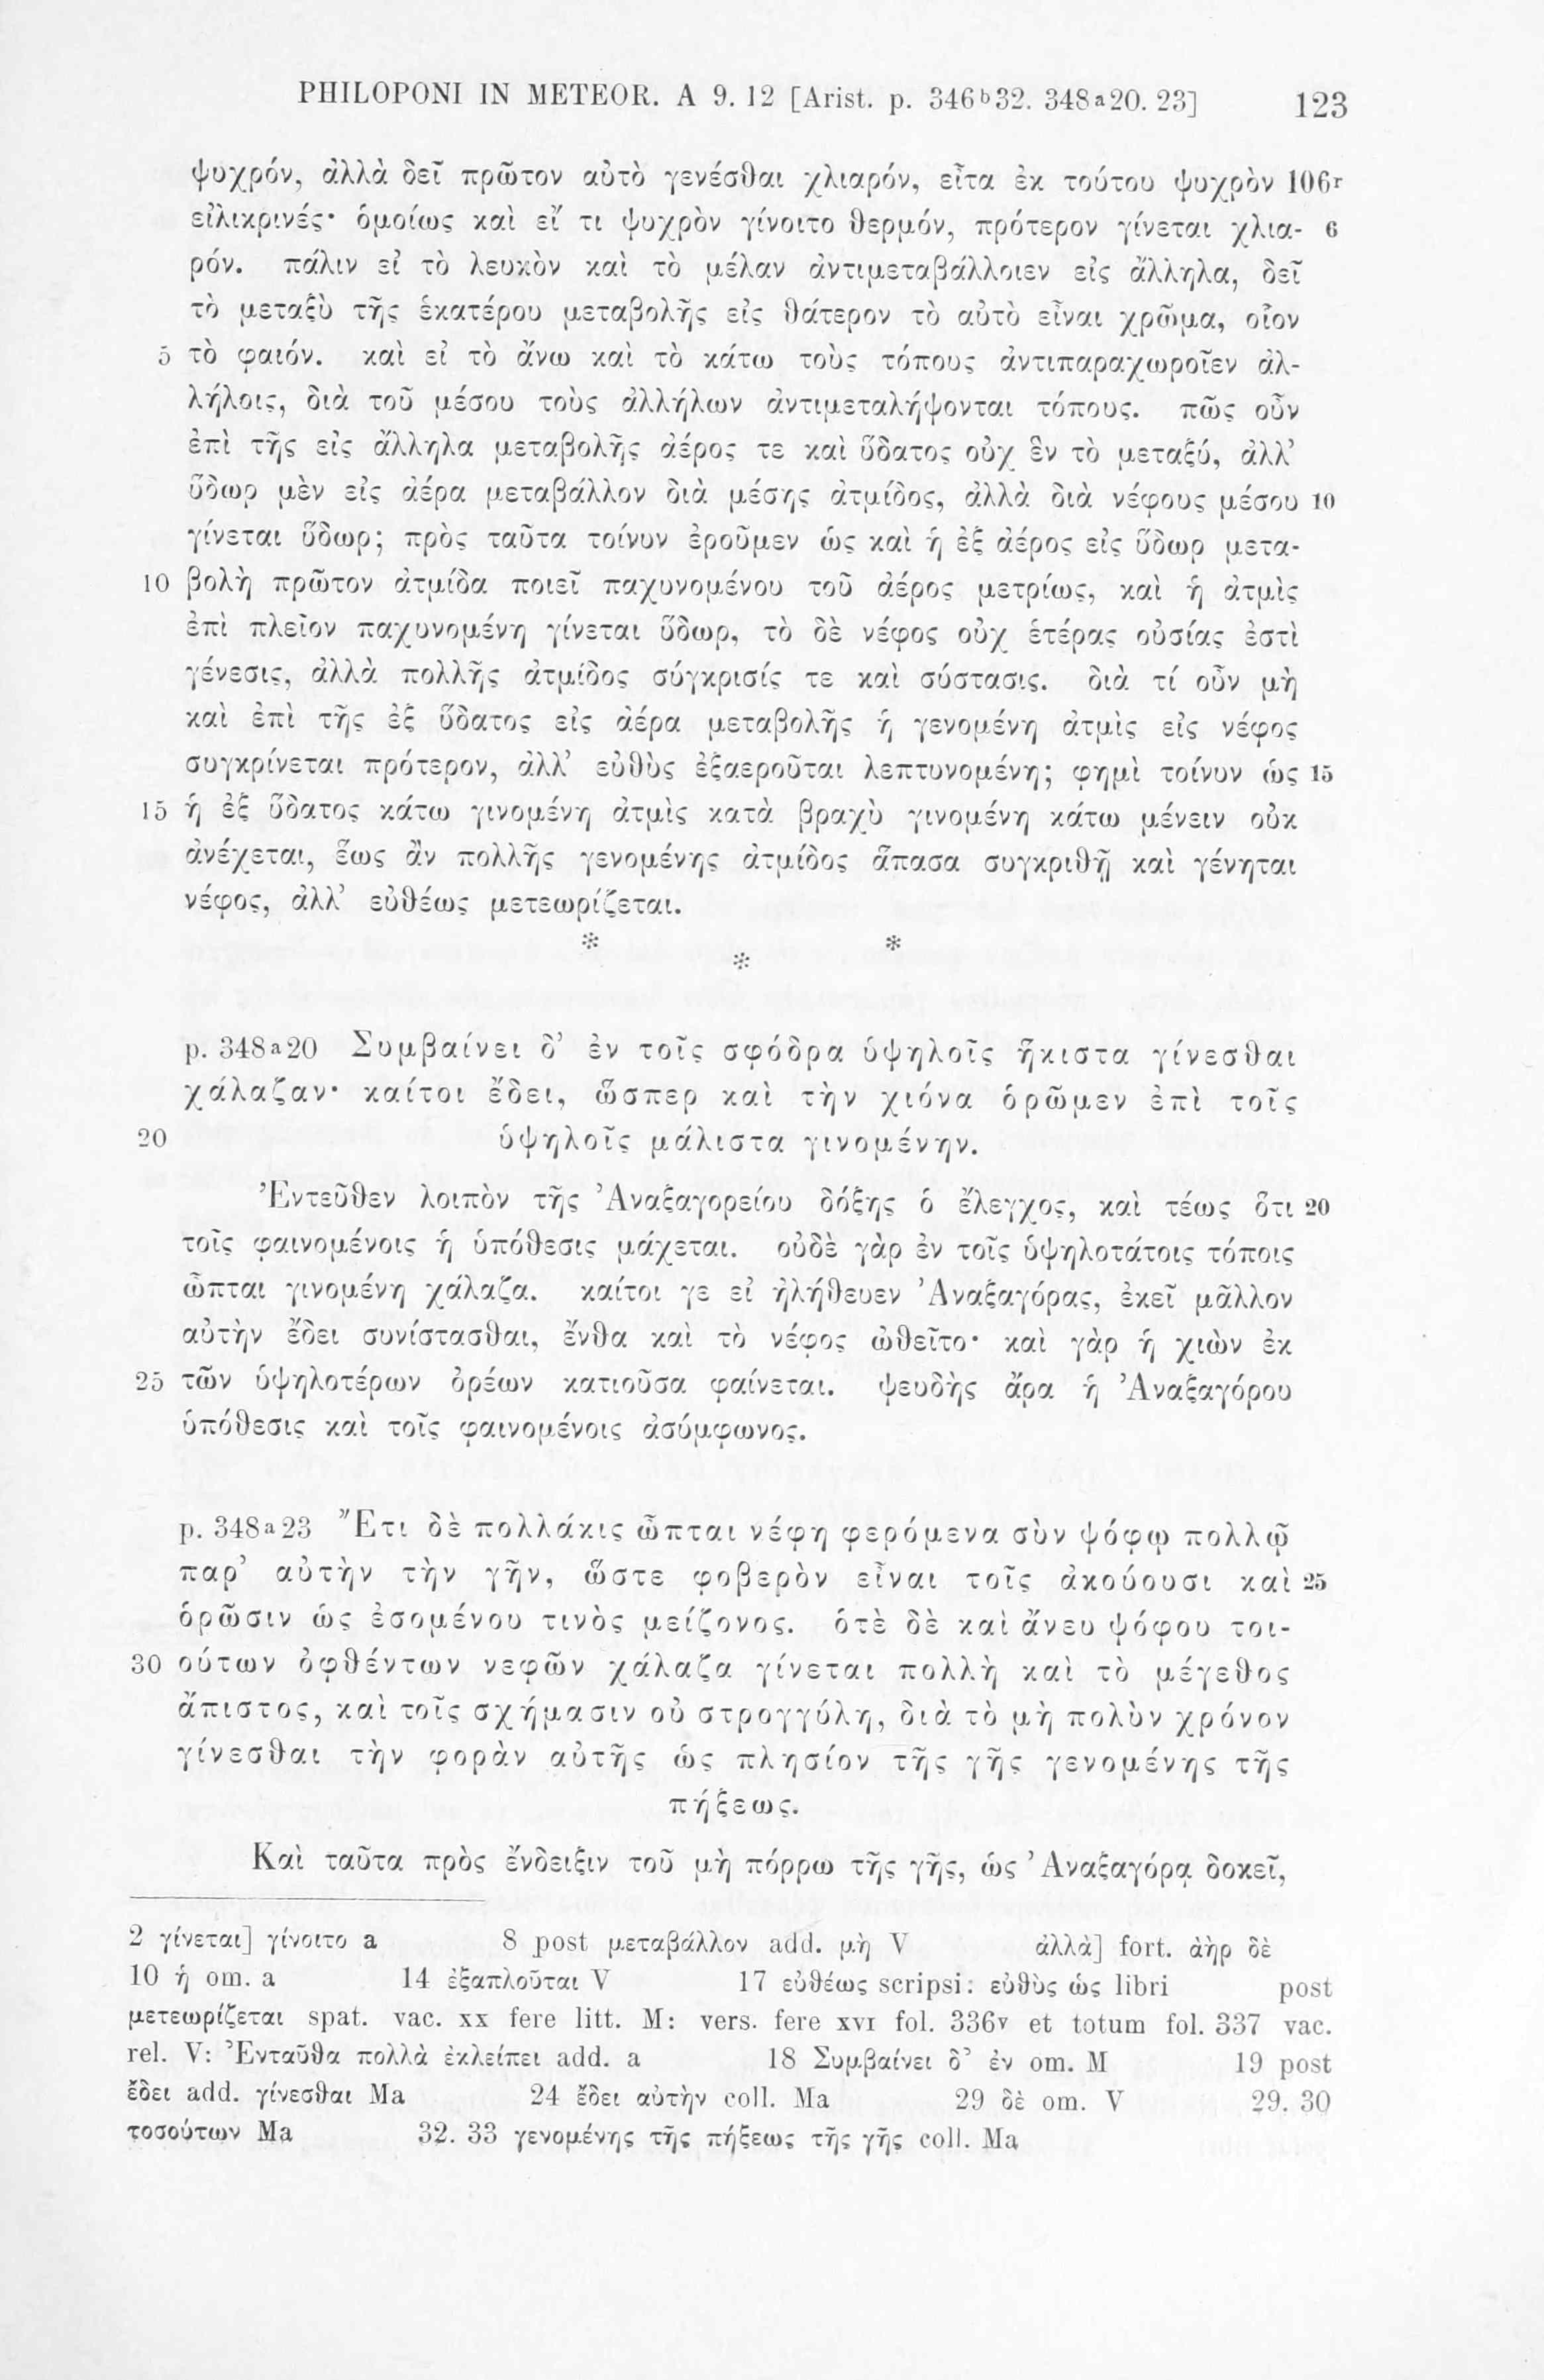 PHILOPONI IN METEOR. A 9. 12 [Arist. p. 346b32. 348a20. 23] 123
ψυχρόν, ἀλλὰ δεῖ πρῶτον αὐτὸ γενέσθαι χλιαρόν, εἶτα ἐκ τούτου ψυχρὸν 106r
εἰλικρινές· ὁμοίως καὶ εἴ τι ψυχρὸν γίνοιτο θερμόν, πρότερον γίνεται χλια- 6
ρόν. πάλιν εἰ τὸ λευκὸν καὶ τὸ μέλαν ἀντιμεταβάλλοιεν εἰς ἄλληλα, δεῖ
τὸ μεταξὺ τῆς ἑκατέρου μεταβολῆς εἰς θάτερον τὸ αὐτὸ εἶναι χρῶμα, οἷον
5 τὸ φαιόν. καὶ εἰ τὸ ἄνω καὶ τὸ κάτω τοὺς τόπους ἀντιπαραχωροῖεν ἀλ-
λήλοις, διὰ τοῦ μέσου τοὺς ἀλλήλων ἀντιμεταλήψονται τόπους. πῶς οὖν
ἐπὶ τῆς εἰς ἄλληλα μεταβολῆς ἀέρος τε καὶ ὕδατος οὐχ ἓν τὸ μεταξύ, ἀλλ’
ὕδωρ μὲν εἰς ἀέρα μεταβάλλον διὰ μέσης ἀτμίδος, ἀλλὰ διὰ νέφους μέσου 10
γίνεται ὕδωρ; πρὸς ταῦτα τοίνυν ἐροῦμεν ὡς καὶ ἡ ἐξ ἀέρος εἰς ὕδωρ μετα-
10 βολὴ πρῶτον ἀτμίδα ποιεῖ παχυνομένου τοῦ ἀέρος μετρίως, καὶ ἡ ἀτμὶς
ἐπὶ πλεῖον παχυνομένη γίνεται ὕδωρ, τὸ δὲ νέφος οὐχ ἑτέρας οὐσίας ἐστὶ
γένεσις, ἀλλὰ πολλῆς ἀτμίδος σύγκρισίς τε καὶ σύστασις. διὰ τί οὖν μὴ
καὶ ἐπὶ τῆς ἐξ ὕδατος εἰς ἀέρα μεταβολῆς ἡ γενομένη ἀτμὶς εἰς νέφος
συγκρίνεται πρότερον, ἀλλ’ εὐθὺς ἐξαεροῦται λεπτυνομένη; φημὶ τοίνυν ὡς 15
15 ἡ ἐξ ὕδατος κάτω γινομένη ἀτμὶς κατὰ βραχὺ γινομένη κάτω μένειν οὐκ
ἀνέχεται, ἕως ἂν πολλῆς γενομένης ἀτμίδος ἅπασα συγκριθῇ καὶ γένηται
νέφος, ἀλλ’ εὐθέως μετεωρίζεται.
* * *
p. 348a20 Συμβαίνει δ’ ἐν τοῖς σφόδρα ὑψηλοῖς ἥκιστα γίνεσθαι
χάλαζαν· καίτοι ἔδει, ὥσπερ καὶ τὴν χιόνα ὁρῶμεν ἐπὶ τοῖς
20 ὑψηλοῖς μάλιστα γινομένην.
Ἐντεῦθεν λοιπὸν τῆς Ἀναξαγορείου δόξης ὁ ἔλεγχος, καὶ τέως ὅτι 20
τοῖς φαινομένοις ἡ ὑπόθεσις μάχεται. οὐδὲ γὰρ ἐν τοῖς ὑψηλοτάτοις τόποις
ὦπται γινομένη χάλαζα. καίτοι γε εἰ ἠλήθευεν Ἀναξαγόρας, ἐκεῖ μᾶλλον
αὐτὴν ἔδει συνίστασθαι, ἔνθα καὶ τὸ νέφος ὠθεῖτο· καὶ γὰρ ἡ χιὼν ἐκ
25 τῶν ὑψηλοτέρων ὀρέων κατιοῦσα φαίνεται. ψευδὴς ἄρα ἡ Ἀναξαγόρου
ὑπόθεσις καὶ τοῖς φαινομένοις ἀσύμφωνος.
p. 348a23 Ἔτι δὲ πολλάκις ὦπται νέφη φερόμενα σὺν ψόφῳ πολλῷ
παρ’ αὐτὴν τὴν γῆν, ὥστε φοβερὸν εἶναι τοῖς ἀκούουσι καὶ 25
ὁρῶσιν ὡς ἐσομένου τινὸς μείζονος. ὁτὲ δὲ καὶ ἄνευ ψόφου τοι-
30 ούτων ὀφθέντων νεφῶν χάλαζα γίνεται πολλὴ καὶ τὸ μέγεθος
ἄπιστος, καὶ τοῖς σχήμασιν οὐ στρογγύλη, διὰ τὸ μὴ πολὺν χρόνον
γίνεσθαι τὴν φορὰν αὐτῆς ὡς πλησίον τῆς γῆς γενομένης τῆς
πήξεως.
Καὶ ταῦτα πρὸς ἔνδειξιν τοῦ μὴ πόρρω τῆς γῆς, ὡς Ἀναξαγόρᾳ δοκεῖ,
2 γίνεται] γίνοιτο a 8 post μεταβάλλον add. μὴ V ἀλλὰ] fort. ἀὴρ δὲ
10 ἡ om. a 14 ἐξαπλοῦται V 17 εὐθέως scripsi: εὐθὺς ὡς libri post
μετεωρίζεται spat. vac. xx fere litt. M: vers. fere xvi fol. 336v et totum fol. 337 vac.
rel. V: Ἐνταῦθα πολλὰ ἐκλείπει add. a 18 Συμβαίνει δ’ ἐν om. M 19 post
ἔδει add. γίνεσθαι Ma 24 ἔδει αὐτὴν coll. Ma 29 δὲ om. V 29. 30
τοσούτων Ma 32. 33 γενομένης τῆς πήξεως τῆς γῆς coll. Ma